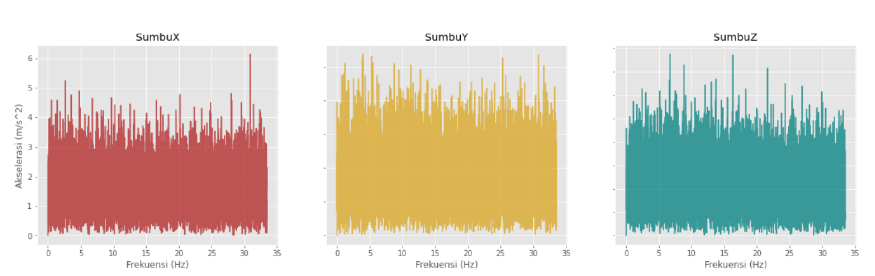 SumbuX
SumbuY
SumbuZ
Akselerasi (m/s^2)
6
5
4
3
2
1
0
0 5 10 15 20 25 30 35
0 5 10 15 20 25 30 35
0 5 10 15 20 25 30 35
Frekuensi (Hz)
Frekuensi (Hz)
Frekuensi (Hz)